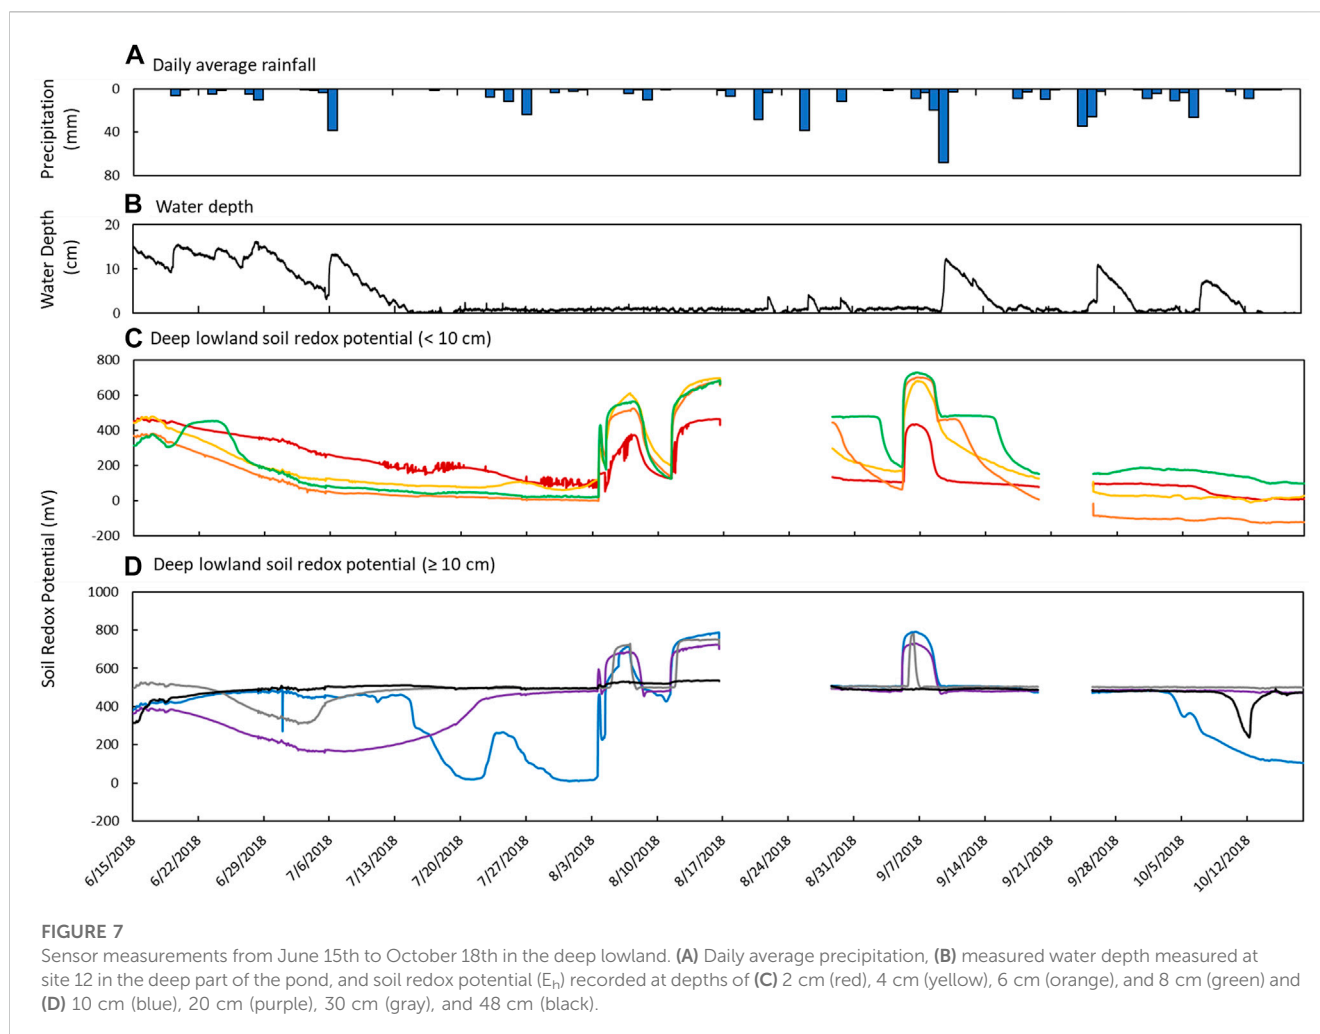 A Daily average rainfall
Precipitation
(mm)
0
40
80
B Water depth
Water Depth
(cm)
20
10
0
C Deep lowland soil redox potential (< 10 cm)
800
600
400
200
0
-200
Soil Redox Potential (mV)
D Deep lowland soil redox potential (≥ 10 cm)
1000
800
600
400
200
0
-200
6/15/2018
6/22/2018
6/29/2018
7/6/2018
7/13/2018
7/20/2018
7/27/2018
8/3/2018
8/10/2018
8/17/2018
8/24/2018
8/31/2018
9/7/2018
9/14/2018
9/21/2018
9/28/2018
10/5/2018
10/12/2018
FIGURE 7
Sensor measurements from June 15th to October 18th in the deep lowland. (A) Daily average precipitation, (B) measured water depth measured at
site 12 in the deep part of the pond, and soil redox potential (Eh) recorded at depths of (C) 2 cm (red), 4 cm (yellow), 6 cm (orange), and 8 cm (green) and
(D) 10 cm (blue), 20 cm (purple), 30 cm (gray), and 48 cm (black).